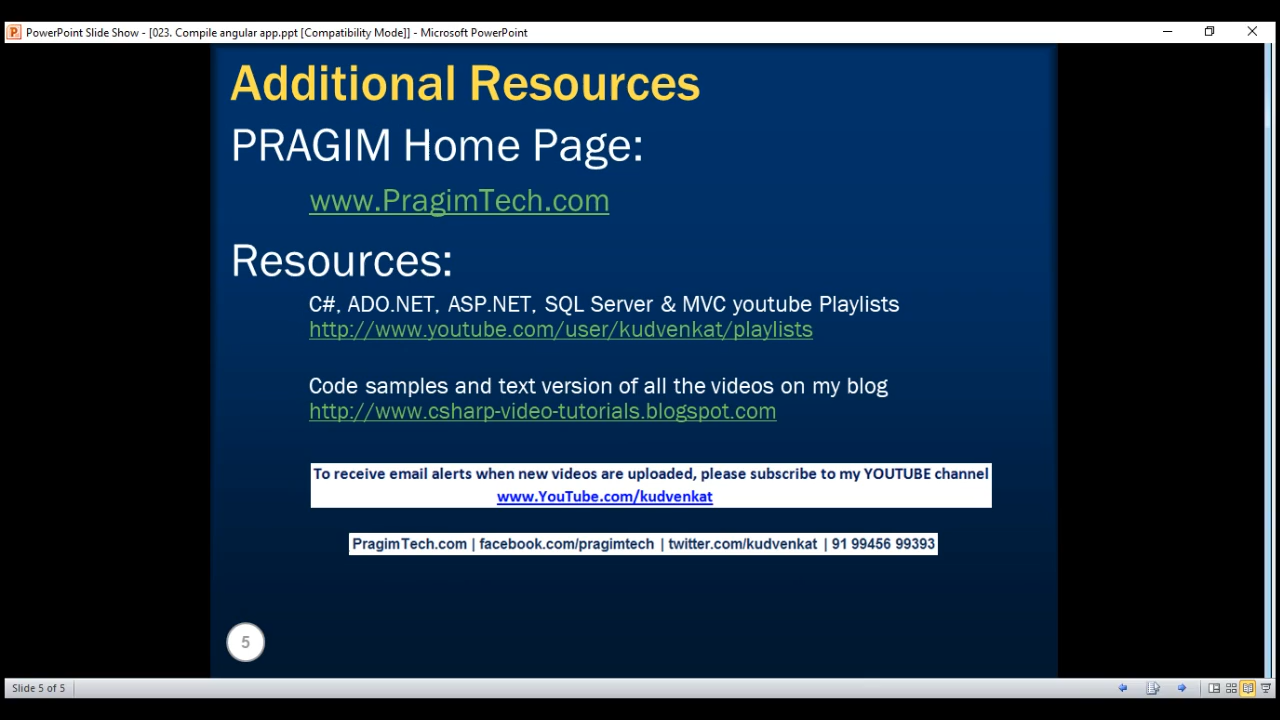 PowerPoint Slide Show - [023. Compile angular app.ppt [Compatibility Mode]] - Microsoft PowerPoint
Additional Resources
PRAGIM Home Page:
www.PragimTech.com
Resources:
C#, ADO.NET, ASP.NET, SQL Server & MVC youtube Playlists
http://www.youtube.com/user/kudvenkat/playlists
Code samples and text version of all the videos on my blog
http://www.csharp-video-tutorials.blogspot.com
To receive email alerts when new videos are uploaded, please subscribe to my YOUTUBE channel
www.YouTube.com/kudvenkat
PragimTech.com | facebook.com/pragimtech | twitter.com/kudvenkat | 91 99456 99393
5
Slide 5 of 5